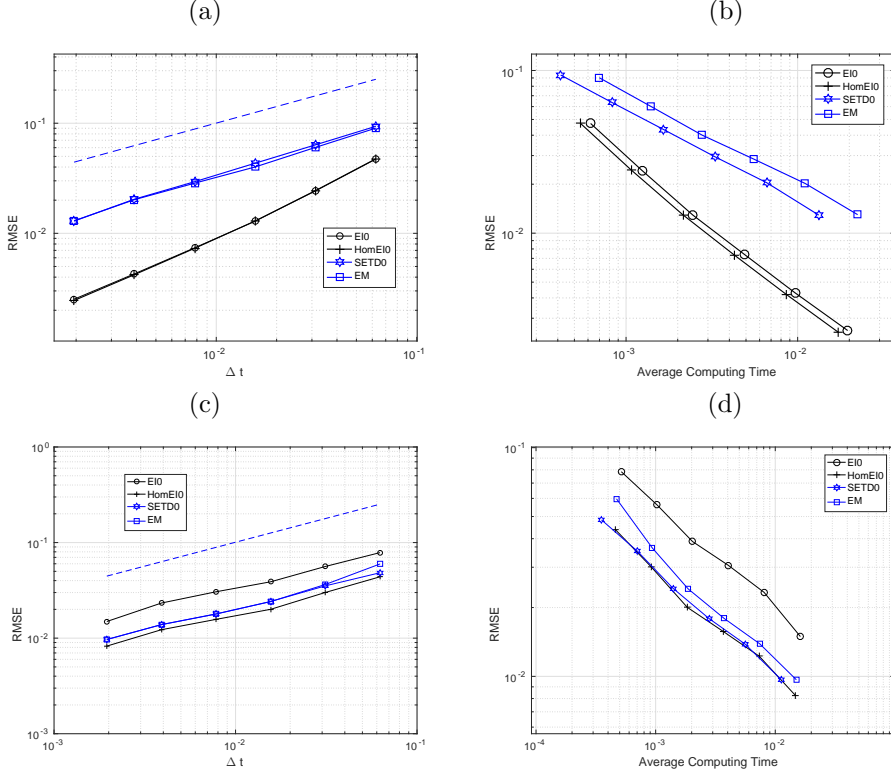 (a)
10^-1
10^-2
RMSE
EI0
HomEI0
SETD0
EM
10^-2
10^-1
Δ t
(b)
10^-1
10^-2
RMSE
EI0
HomEI0
SETD0
EM
10^-3
10^-2
Average Computing Time
(c)
10^0
10^-1
10^-2
10^-3
RMSE
EI0
HomEI0
SETD0
EM
10^-3
10^-2
10^-1
Δ t
(d)
10^-1
10^-2
RMSE
EI0
HomEI0
SETD0
EM
10^-4
10^-3
10^-2
Average Computing Time